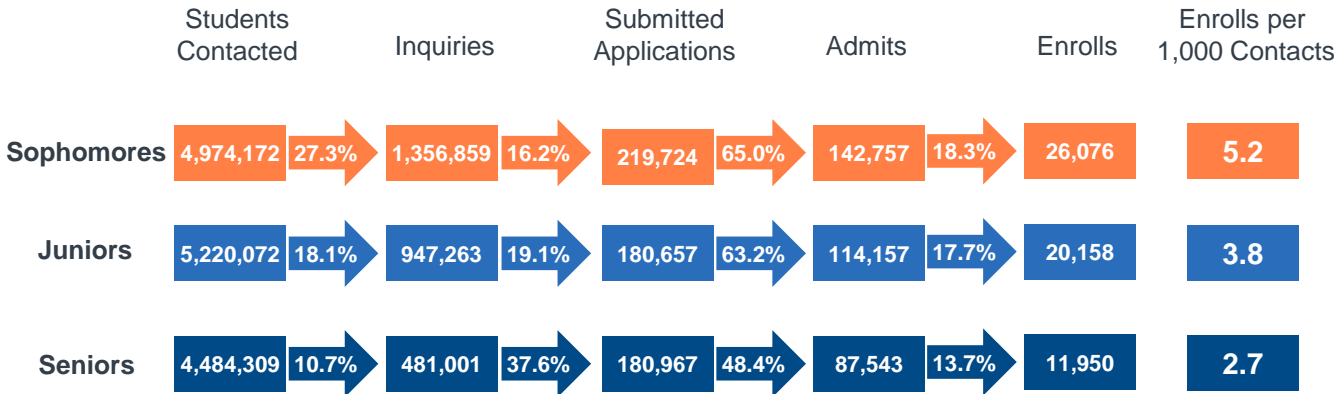 Students
Contacted
Inquiries
Submitted
Applications
Admits
Enrolls
Enrolls per
1,000 Contacts
Sophomores 4,974,172 27.3% 1,356,859 16.2% 219,724 65.0% 142,757 18.3% 26,076 5.2
Juniors 5,220,072 18.1% 947,263 19.1% 180,657 63.2% 114,157 17.7% 20,158 3.8
Seniors 4,484,309 10.7% 481,001 37.6% 180,967 48.4% 87,543 13.7% 11,950 2.7